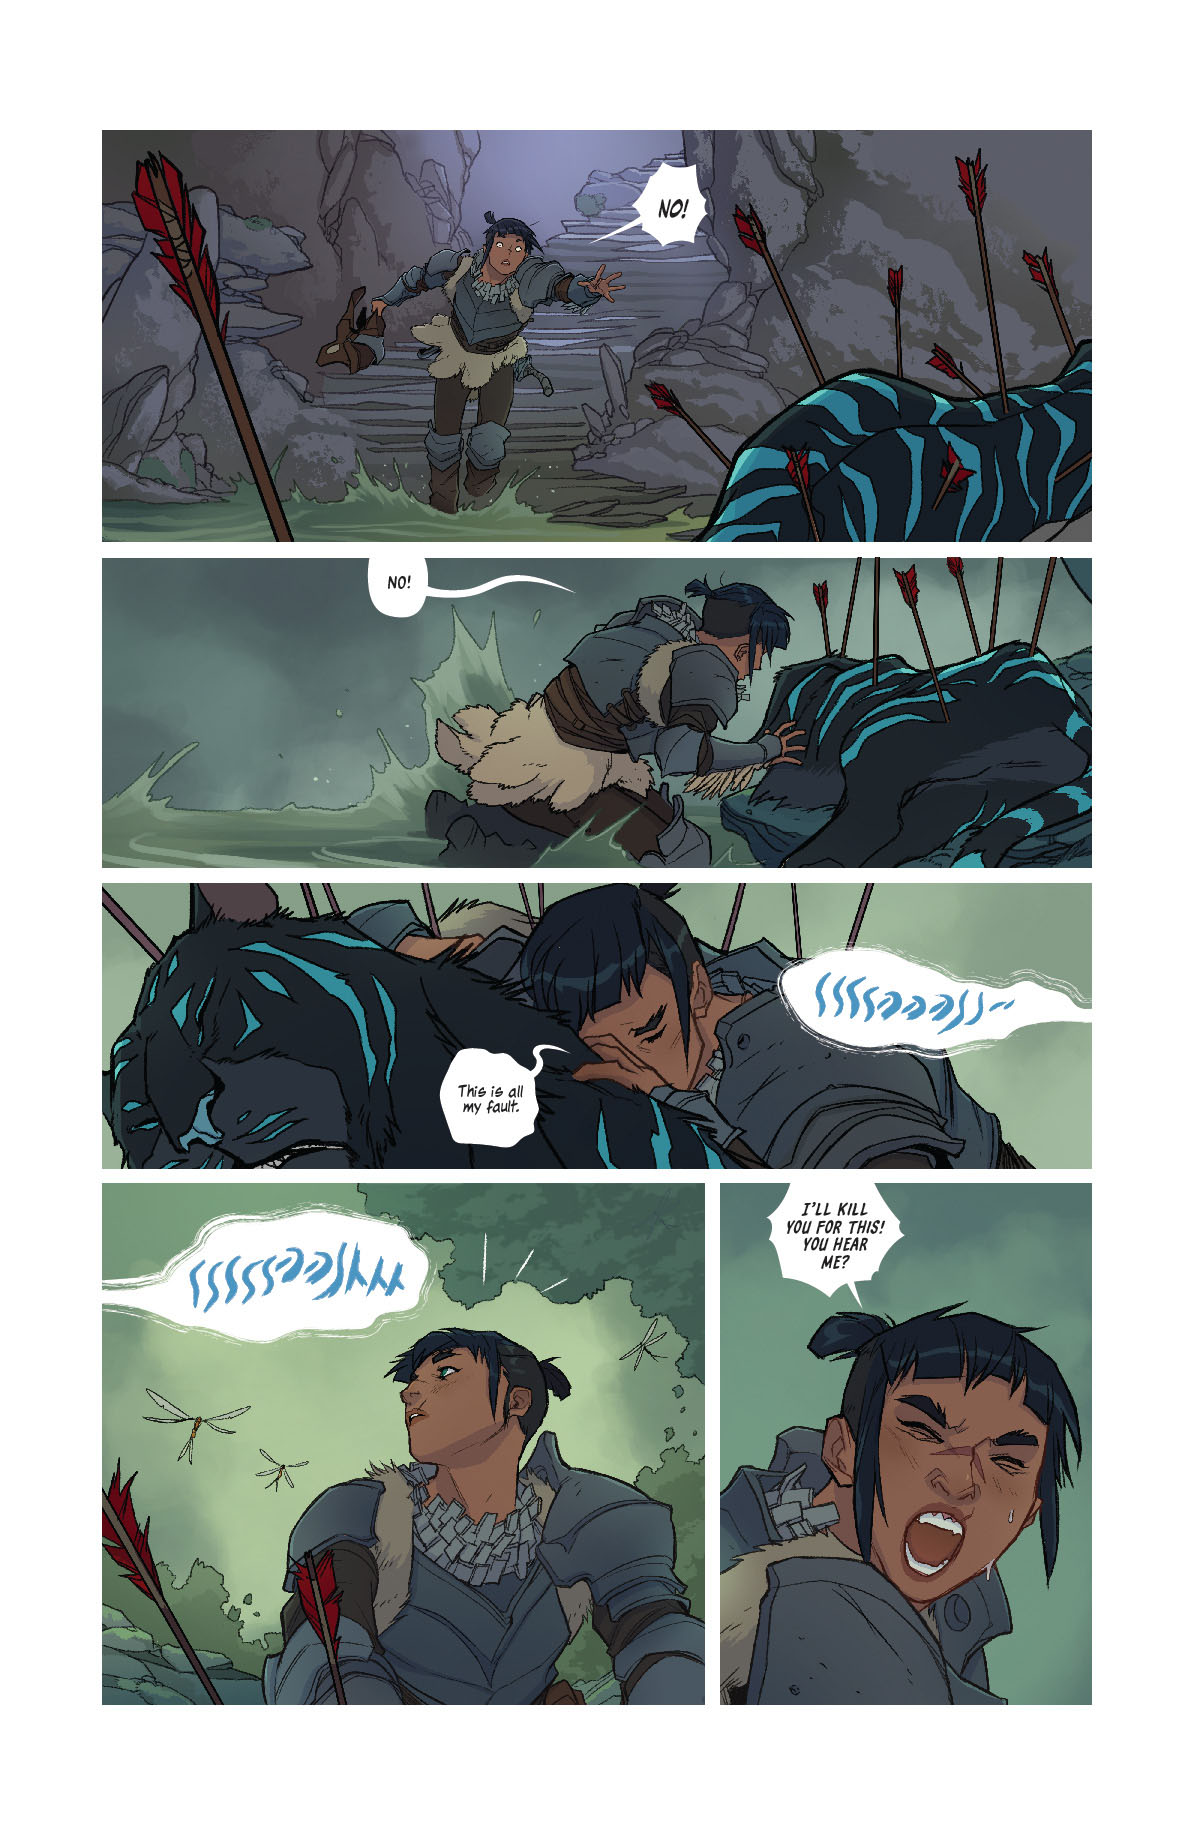 NO!
NO!
This is all
my fault.
I'LL KILL
YOU FOR THIS!
YOU HEAR
ME?